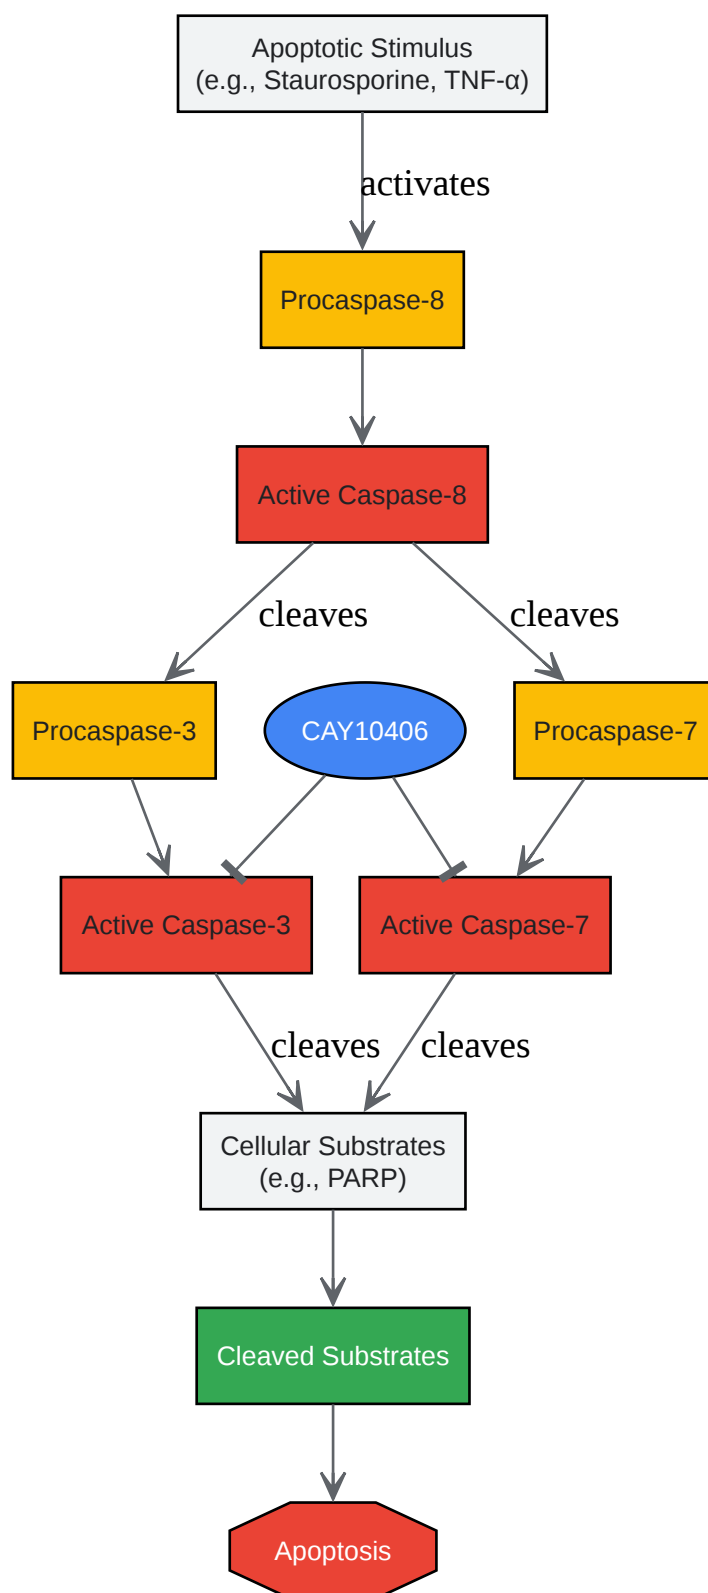 Apoptotic Stimulus
(e.g., Staurosporine, TNF-α)
activates
Procaspase-8
Active Caspase-8
cleaves
cleaves
Procaspase-3
CAY10406
Procaspase-7
Active Caspase-3
Active Caspase-7
cleaves
cleaves
Cellular Substrates
(e.g., PARP)
Cleaved Substrates
Apoptosis